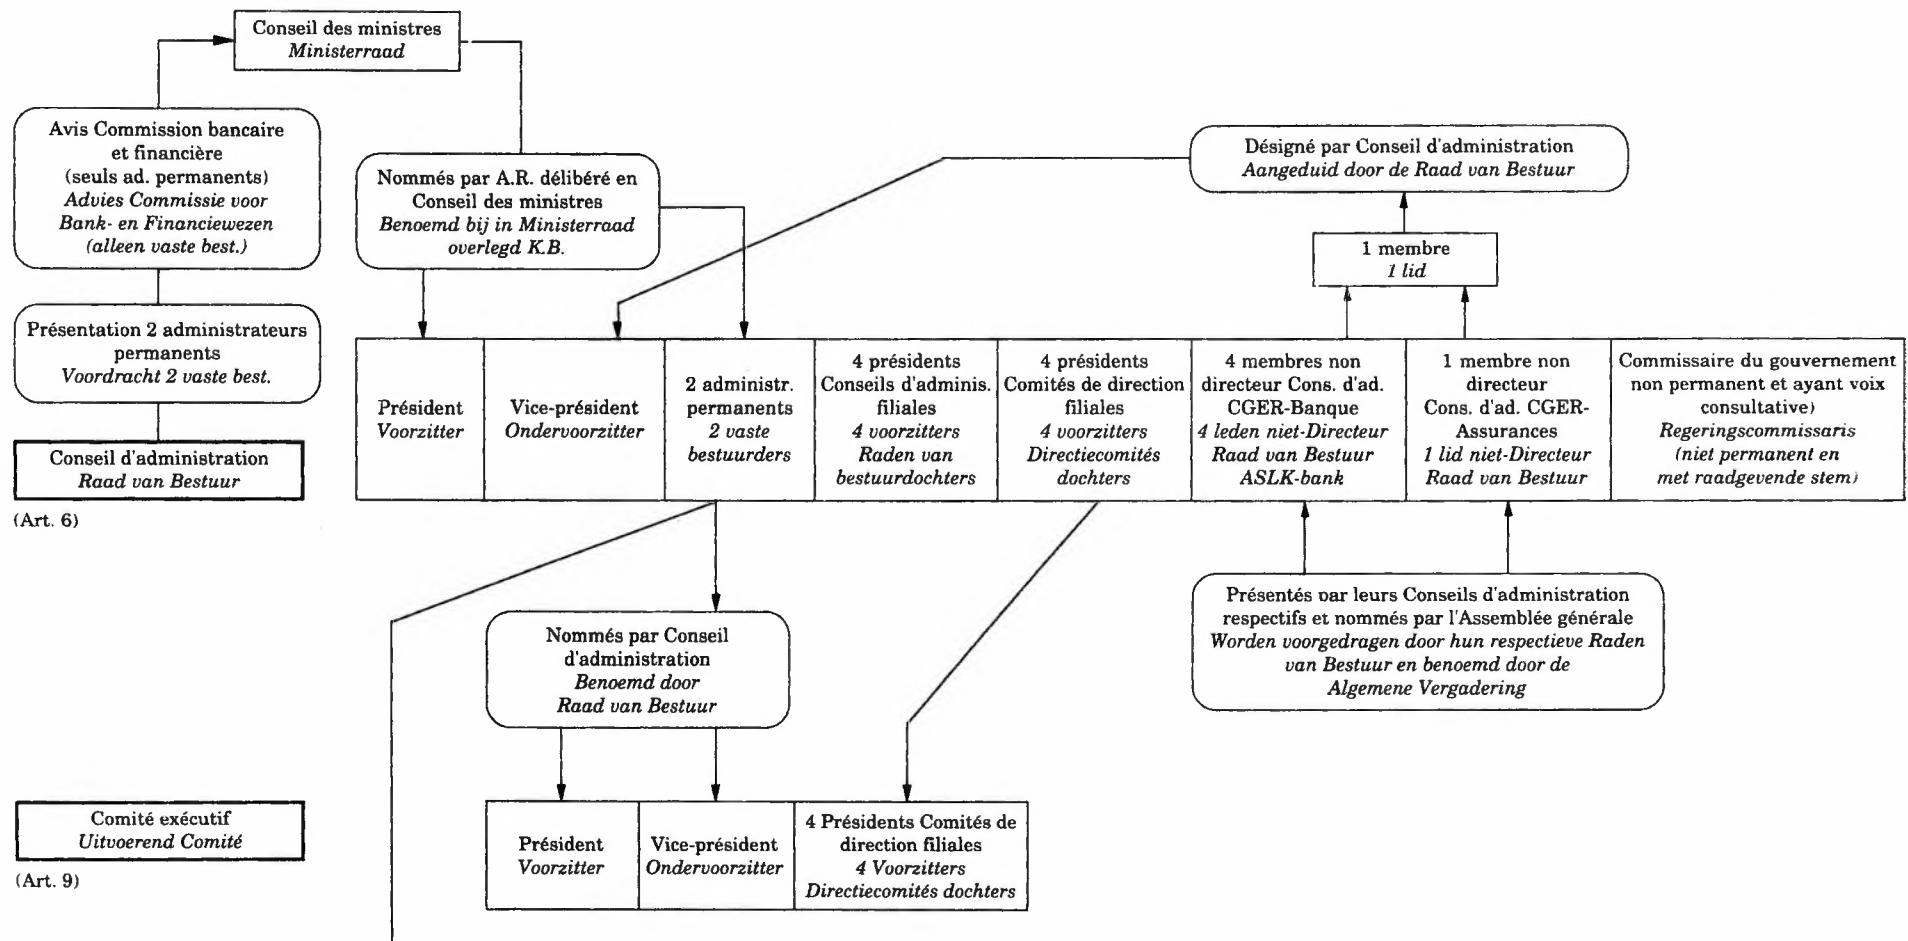 Conseil des ministres
Ministerraad
Avis Commission bancaire
et financière
(seuls ad. permanents)
Advies Commissie voor
Bank- en Financiewezen
(alleen vaste best.)
Présentation 2 administrateurs
permanents
Voordracht 2 vaste best.
Conseil d'administration
Raad van Bestuur
(Art. 6)
Nommés par A.R. délibéré en
Conseil des ministres
Benoemd bij in Ministerraad
overlegd K.B.
Désigné par Conseil d'administration
Aangeduid door de Raad van Bestuur
1 membre
1 lid
Président
Voorzitter
Vice-président
Ondervoorzitter
2 administr.
permanents
2 vaste
bestuurders
4 présidents
Conseils d'adminis.
filiales
4 voorzitters
Raden van
bestuurdochters
4 présidents
Comités de direction
filiales
4 voorzitters
Directiecomités
dochters
4 membres non
directeur Cons. d'ad.
CGER-Banque
4 leden niet-Directeur
Raad van Bestuur
ASLK-bank
1 membre non
directeur
Cons. d'ad. CGER-
Assurances
1 lid niet-Directeur
Raad van Bestuur
Commissaire du gouvernement
non permanent et ayant voix
consultative)
Regeringscommissaris
(niet permanent en
met raadgevende stem)
Nommés par Conseil
d'administration
Benoemd door
Raad van Bestuur
Présentés par leurs Conseils d'administration
respectifs et nommés par l'Assemblée générale
Worden voorgedragen door hun respectieve Raden
van Bestuur en benoemd door de
Algemene Vergadering
Comité exécutif
Uitvoerend Comité
(Art. 9)
Président
Voorzitter
Vice-président
Ondervoorzitter
4 Présidents Comités de
direction filiales
4 Voorzitters
Directiecomités dochters